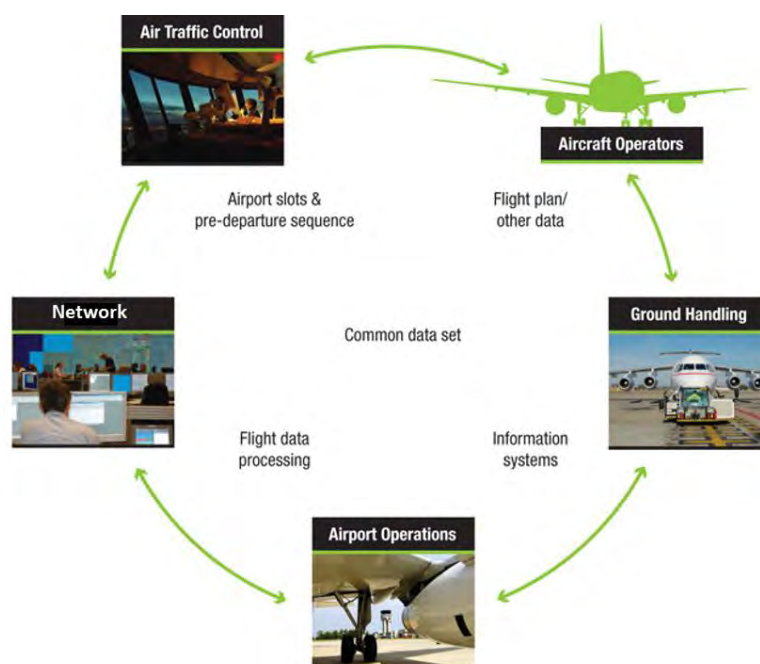 Air Traffic Control
Aircraft Operators
Airport slots &
pre-departure sequence
Flight plan/
other data
Network
Ground Handling
Common data set
Flight data
processing
Information
systems
Airport Operations